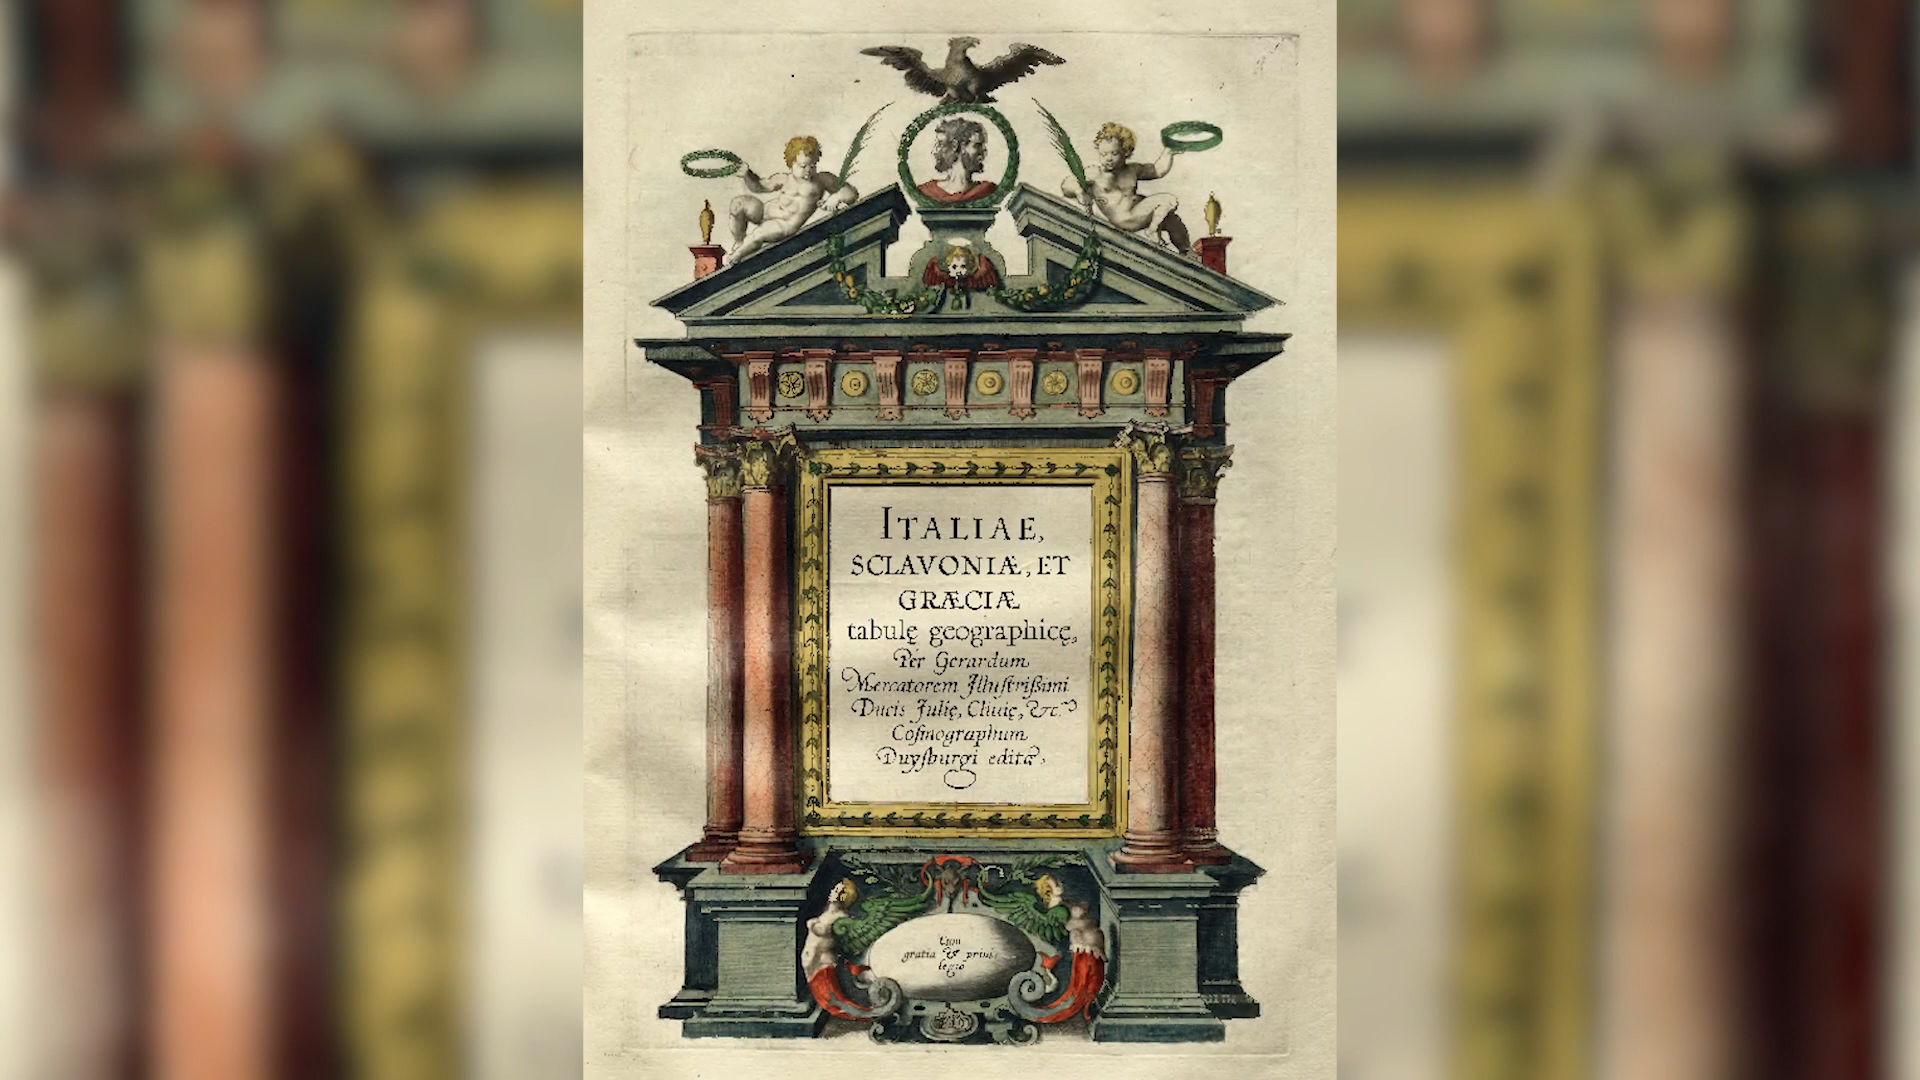 ITALIAE,
SCLAVONIÆ, ET
GRÆCIÆ
tabulę geographicę,
Per Gerardum
Mercatorem Illuſtriſsimi
Ducis Julię, Cliuię, &c.
Coſmographum
Duyſburgi editæ,
Cum
gratia & priui-
legio